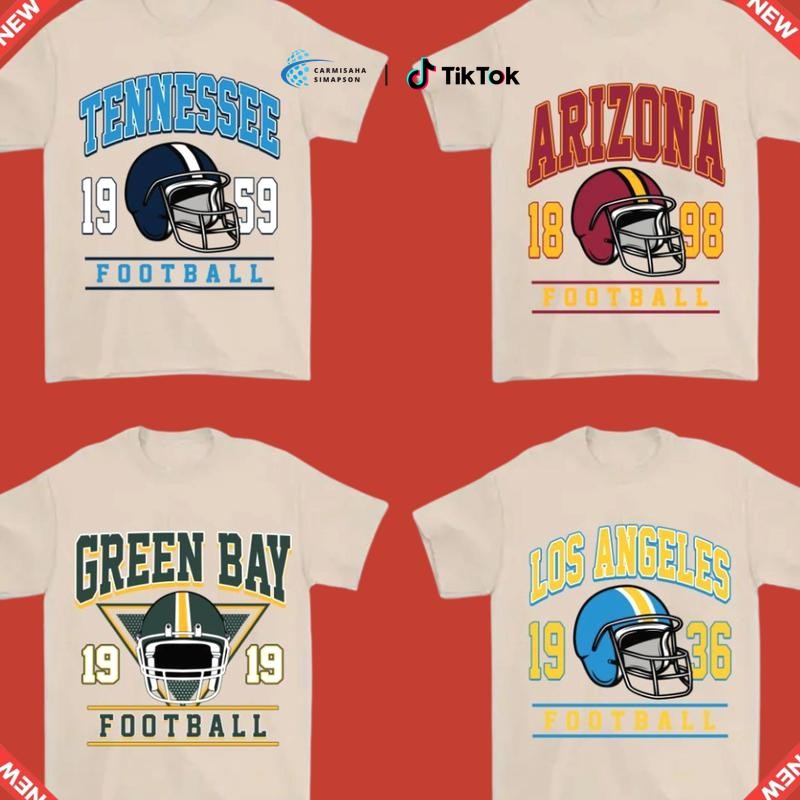 NEW
NEW
CARMISAHA
SIMAPSON
TikTok
TENNESSEE
19 59
FOOTBALL
ARIZONA
18 98
FOOTBALL
GREEN BAY
19 19
FOOTBALL
LOS ANGELES
19 36
FOOTBALL
NEW
NEW